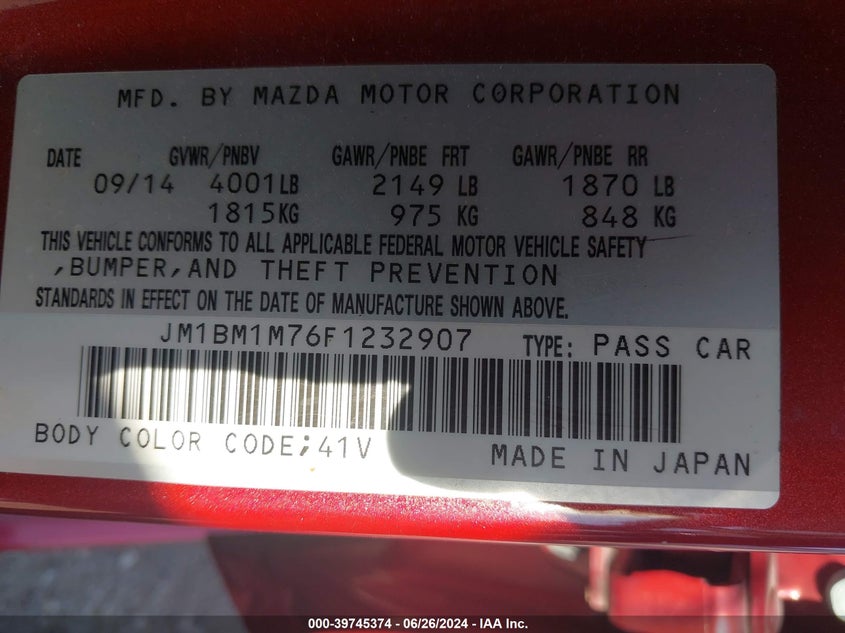 MFD. BY MAZDA MOTOR CORPORATION
DATE GVWR/PNBV GAWR/PNBE FRT GAWR/PNBE RR
09/14 4001LB 2149 LB 1870 LB
1815KG 975 KG 848 KG
THIS VEHICLE CONFORMS TO ALL APPLICABLE FEDERAL MOTOR VEHICLE SAFETY
,BUMPER,AND THEFT PREVENTION
STANDARDS IN EFFECT ON THE DATE OF MANUFACTURE SHOWN ABOVE.
JM1BM1M76F1232907 TYPE: PASS CAR
BODY COLOR CODE;41V MADE IN JAPAN
000-39745374 | 06/26/2024 - IAA Inc.